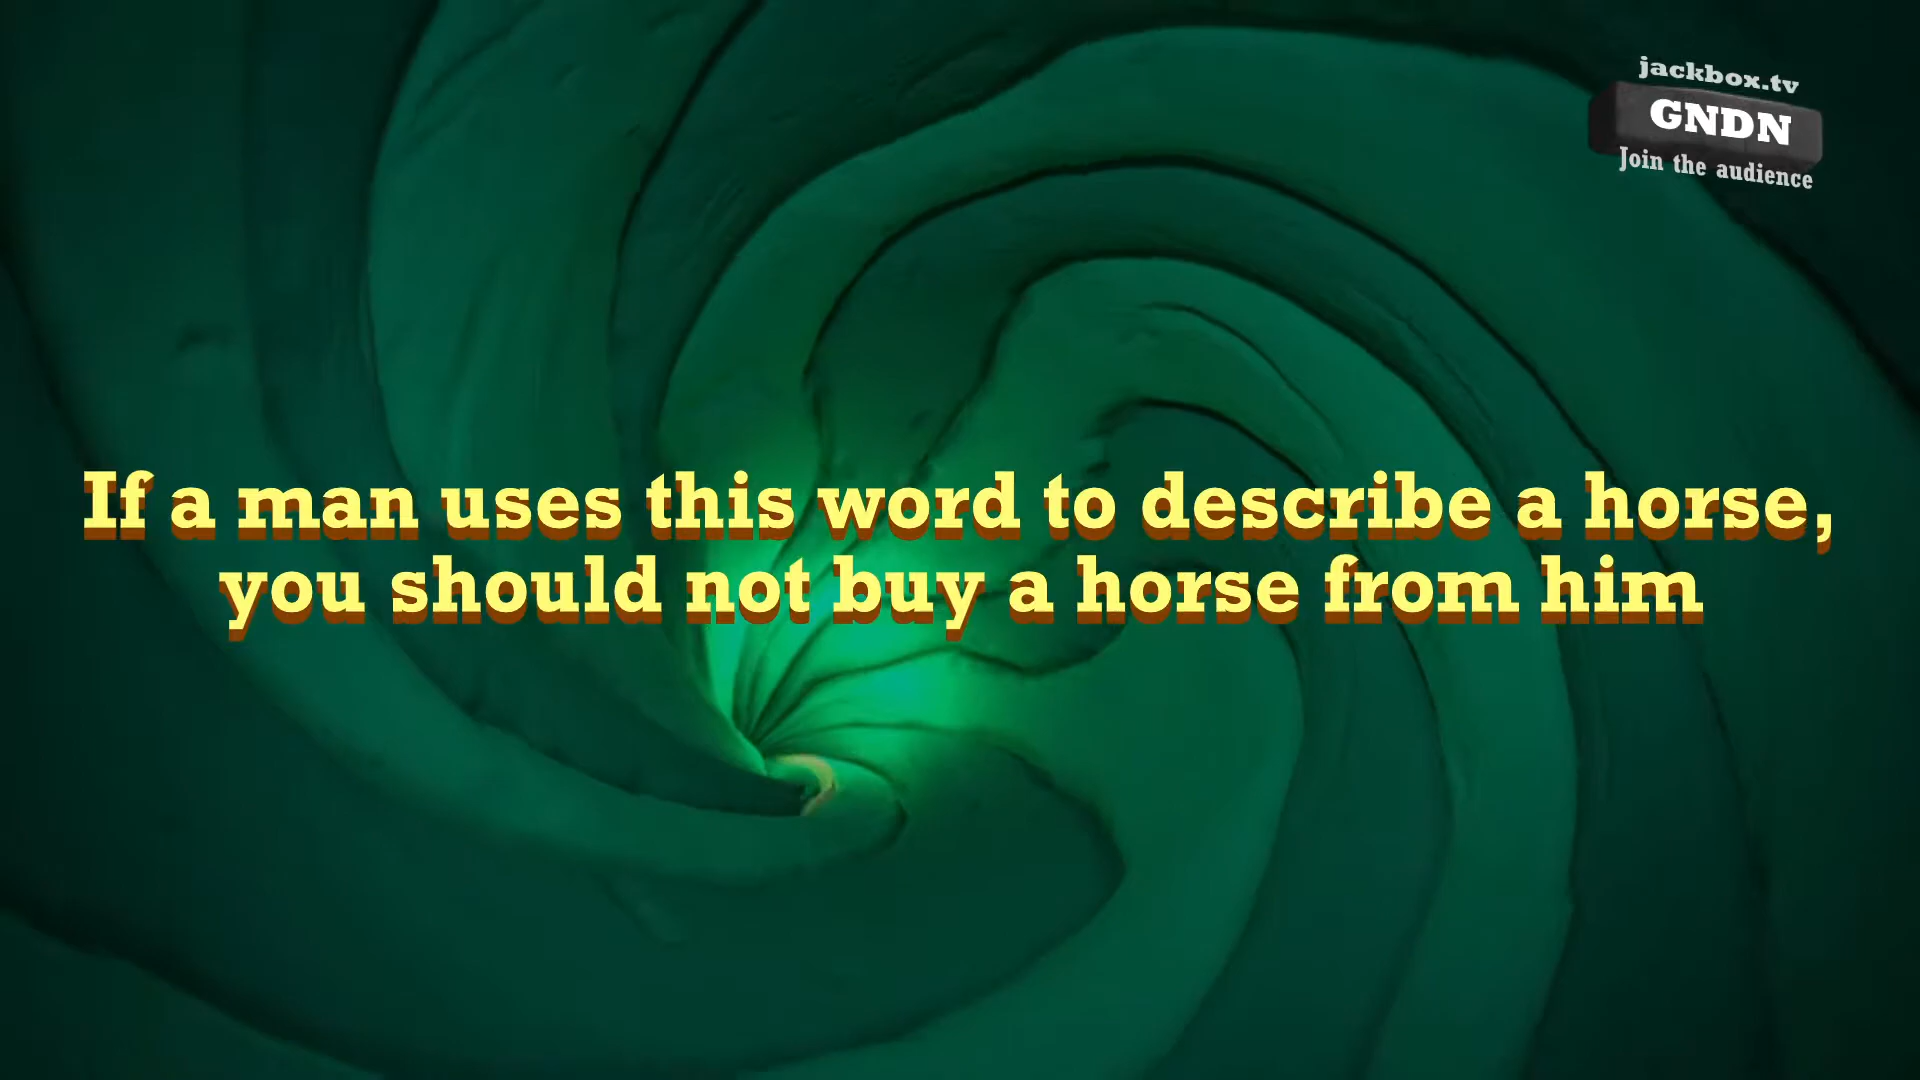 jackbox.tv
GNDN
Join the audience
If a man uses this word to describe a horse,
you should not buy a horse from him